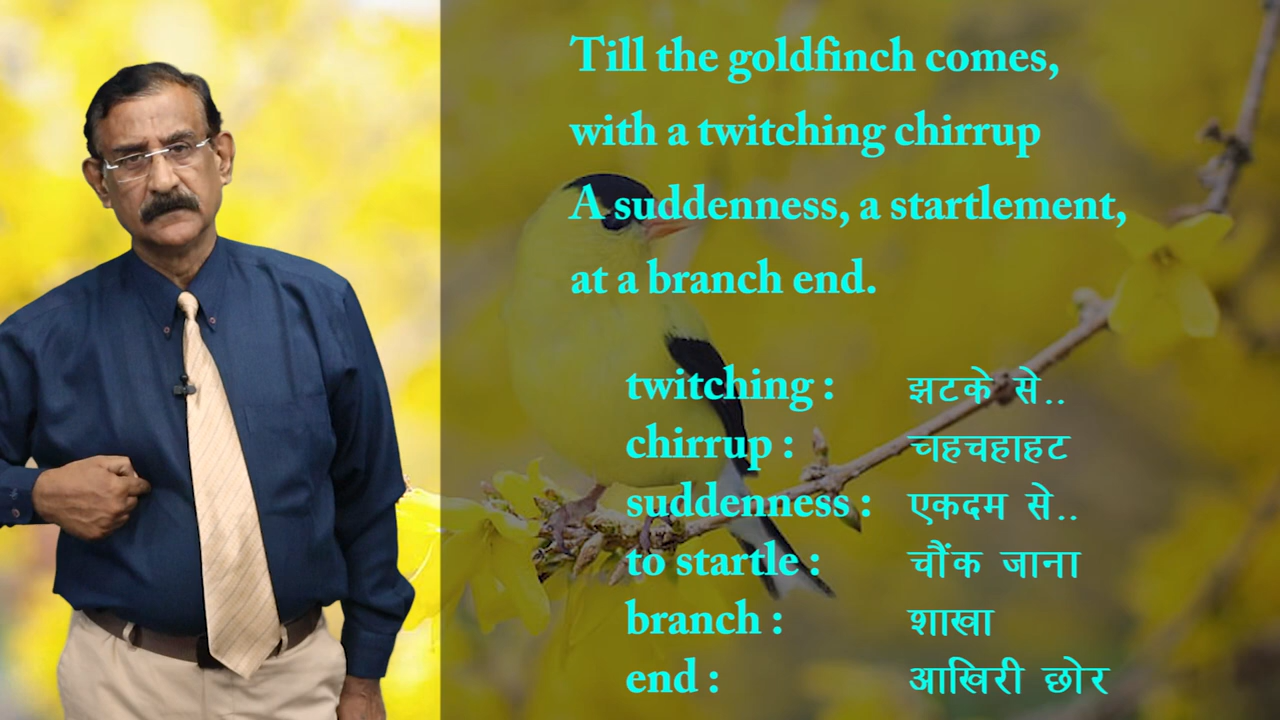 Till the goldfinch comes,
with a twitching chirrup
A suddenness, a startlement,
at a branch end.
twitching : झटके से..
chirrup : चहचहाहट
suddenness : एकदम से..
to startle : चौंक जाना
branch : शाखा
end : आखिरी छोर